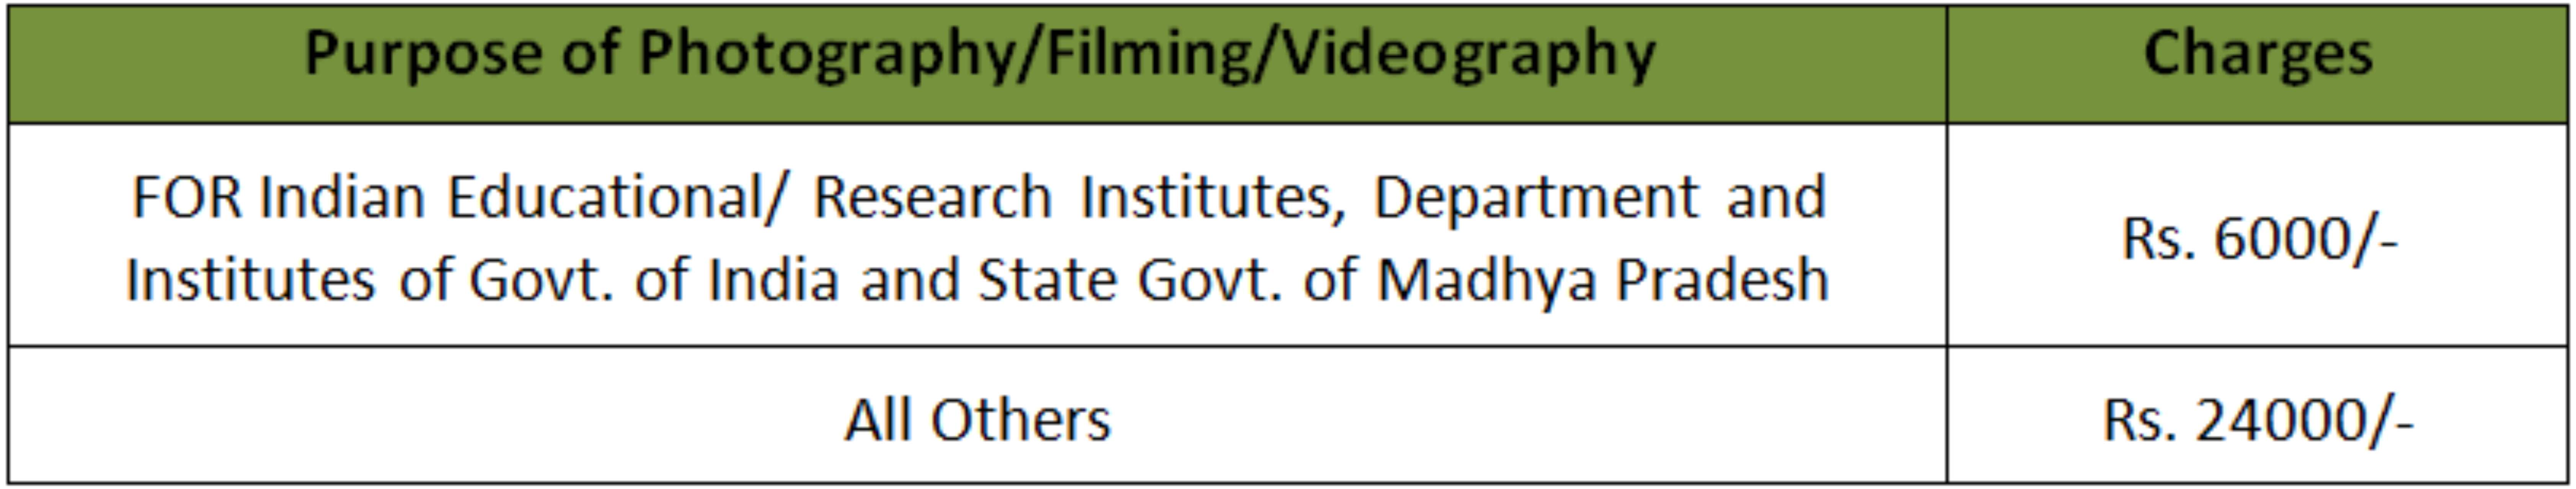 Purpose of Photography/Filming/Videography
Charges
FOR Indian Educational/ Research Institutes, Department and
Institutes of Govt. of India and State Govt. of Madhya Pradesh
Rs. 6000/-
All Others
Rs. 24000/-